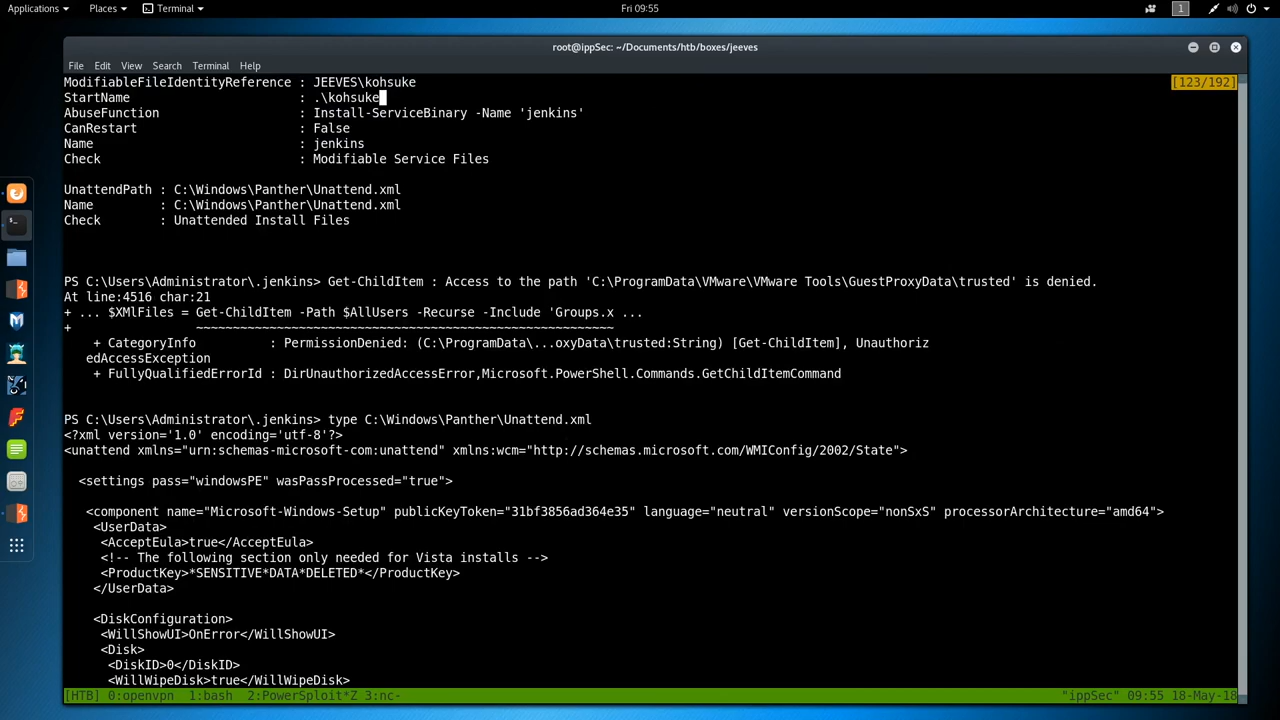 Applications Places Terminal Fri 09:55 1
root@ippSec: ~/Documents/htb/boxes/jeeves
File Edit View Search Terminal Help
ModifiableFileIdentityReference : JEEVES\kohsuke [123/192]
StartName : .\kohsuke
AbuseFunction : Install-ServiceBinary -Name 'jenkins'
CanRestart : False
Name : jenkins
Check : Modifiable Service Files
UnattendPath : C:\Windows\Panther\Unattend.xml
Name : C:\Windows\Panther\Unattend.xml
Check : Unattended Install Files
PS C:\Users\Administrator\.jenkins> Get-ChildItem : Access to the path 'C:\ProgramData\VMware\VMware Tools\GuestProxyData\trusted' is denied.
At line:4516 char:21
+ ... $XMlFiles = Get-ChildItem -Path $AllUsers -Recurse -Include 'Groups.x ...
+ ~~~~~~~~~~~~~~~~~~~~~~~~~~~~~~~~~~~~~~~~~~~~~~~~~~~~~~~~~
+ CategoryInfo : PermissionDenied: (C:\ProgramData\...oxyData\trusted:String) [Get-ChildItem], Unauthoriz
edAccessException
+ FullyQualifiedErrorId : DirUnauthorizedAccessError,Microsoft.PowerShell.Commands.GetChildItemCommand
PS C:\Users\Administrator\.jenkins> type C:\Windows\Panther\Unattend.xml
<?xml version='1.0' encoding='utf-8'?>
<unattend xmlns="urn:schemas-microsoft-com:unattend" xmlns:wcm="http://schemas.microsoft.com/WMIConfig/2002/State">
<settings pass="windowsPE" wasPassProcessed="true">
<component name="Microsoft-Windows-Setup" publicKeyToken="31bf3856ad364e35" language="neutral" versionScope="nonSxS" processorArchitecture="amd64">
<UserData>
<AcceptEula>true</AcceptEula>
<!-- The following section only needed for Vista installs -->
<ProductKey>*SENSITIVE*DATA*DELETED*</ProductKey>
</UserData>
<DiskConfiguration>
<WillShowUI>OnError</WillShowUI>
<Disk>
<DiskID>0</DiskID>
<WillWipeDisk>true</WillWipeDisk>
[HTB] 0:openvpn 1:bash 2:PowerSploit*Z 3:nc- "ippSec" 09:55 18-May-18